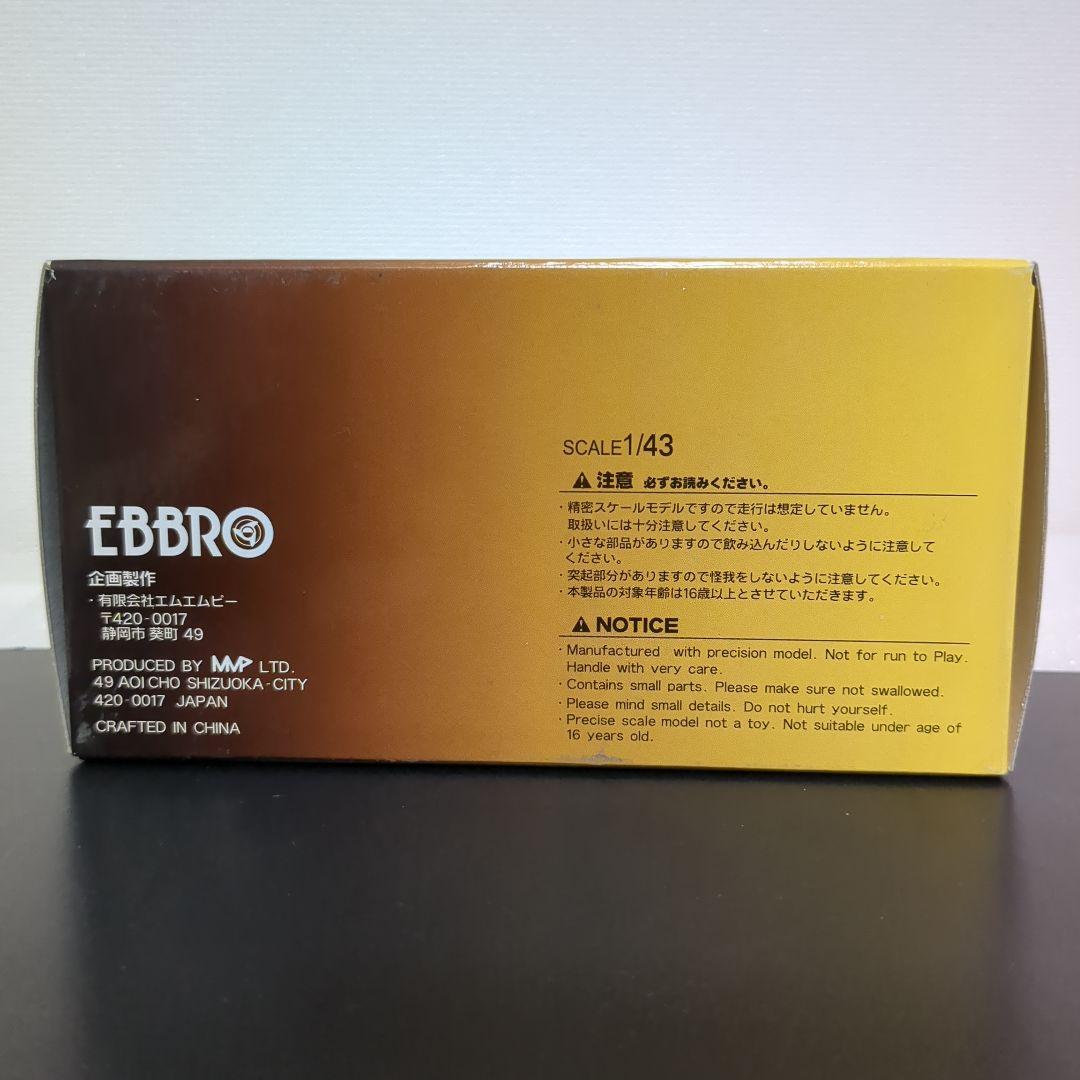 EBBRO
企画製作
・有限会社エムエムピー
〒420-0017
静岡市 葵町 49
PRODUCED BY MMP LTD.
49 AOI CHO SHIZUOKA-CITY
420-0017 JAPAN
CRAFTED IN CHINA
SCALE1/43
⚠ 注意 必ずお読みください。
・精密スケールモデルですので走行は想定していません。
取扱いには十分注意してください。
・小さな部品がありますので飲み込んだりしないように注意して
ください。
・突起部分がありますので怪我をしないように注意してください。
・本製品の対象年齢は16歳以上とさせていただきます。
⚠ NOTICE
・Manufactured with precision model. Not for run to Play.
Handle with very care.
・Contains small parts. Please make sure not swallowed.
・Please mind small details. Do not hurt yourself.
・Precise scale model not a toy. Not suitable under age of
16 years old.